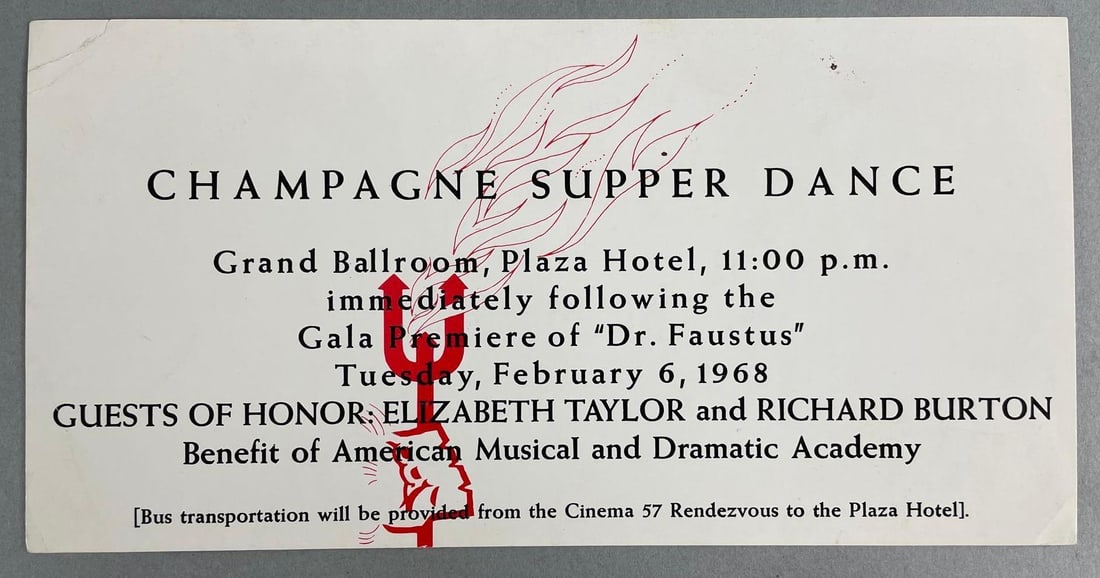 CHAMPAGNE SUPPER DANCE
Grand Ballroom, Plaza Hotel, 11:00 p.m.
immediately following the
Gala Premiere of “Dr. Faustus”
Tuesday, February 6, 1968
GUESTS OF HONOR: ELIZABETH TAYLOR and RICHARD BURTON
Benefit of American Musical and Dramatic Academy
[Bus transportation will be provided from the Cinema 57 Rendezvous to the Plaza Hotel].